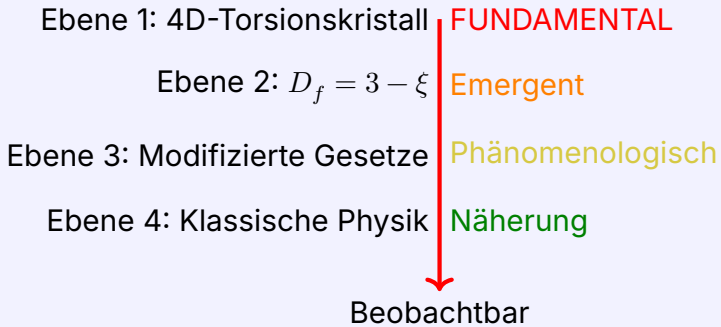 Ebene 1: 4D-Torsionskristall FUNDAMENTAL
Ebene 2: $D_f = 3 - \xi$ Emergent
Ebene 3: Modifizierte Gesetze Phänomenologisch
Ebene 4: Klassische Physik Näherung
Beobachtbar